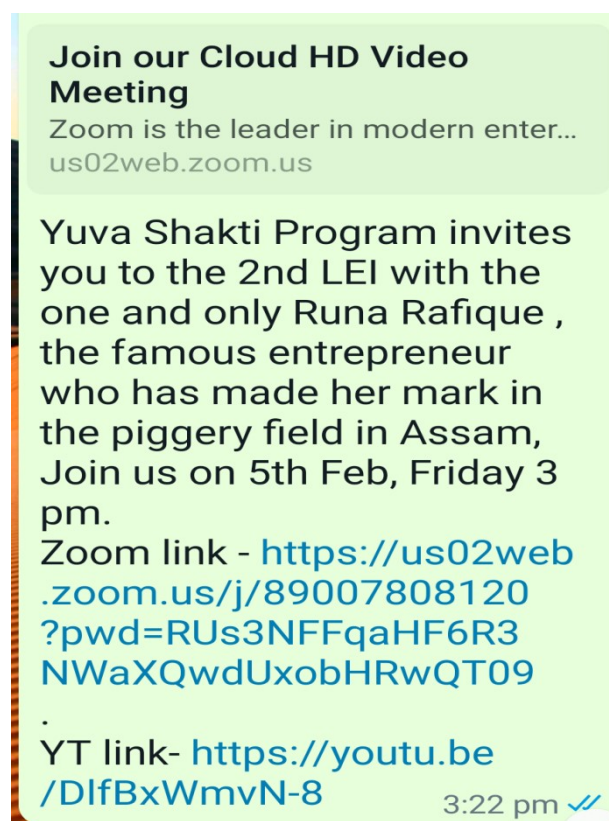 Join our Cloud HD Video
Meeting
Zoom is the leader in modern enter...
us02web.zoom.us
Yuva Shakti Program invites
you to the 2nd LEI with the
one and only Runa Rafique ,
the famous entrepreneur
who has made her mark in
the piggery field in Assam,
Join us on 5th Feb, Friday 3
pm.
Zoom link - https://us02web
.zoom.us/j/89007808120
?pwd=RUs3NFFqaHF6R3
NWaXQwdUxobHRwQT09
.
YT link- https://youtu.be
/DlfBxWmvN-8
3:22 pm